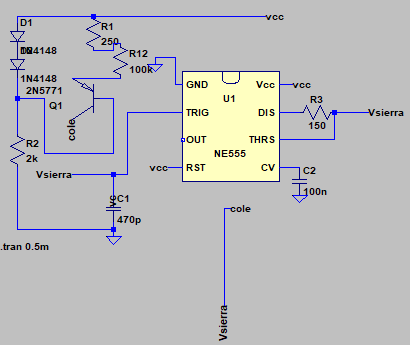 D1
R1
vcc
1N4148
250
R12
100k
1N4148
2N5771
Q1
cole
GND
Vcc
vcc
U1
R3
TRIG
DIS
Vsierra
150
R2
2k
OUT
THRS
NE555
Vsierra
vcc
RST
CV
C2
100n
vc
C1
470p
cole
.tran 0.5m
Vsierra